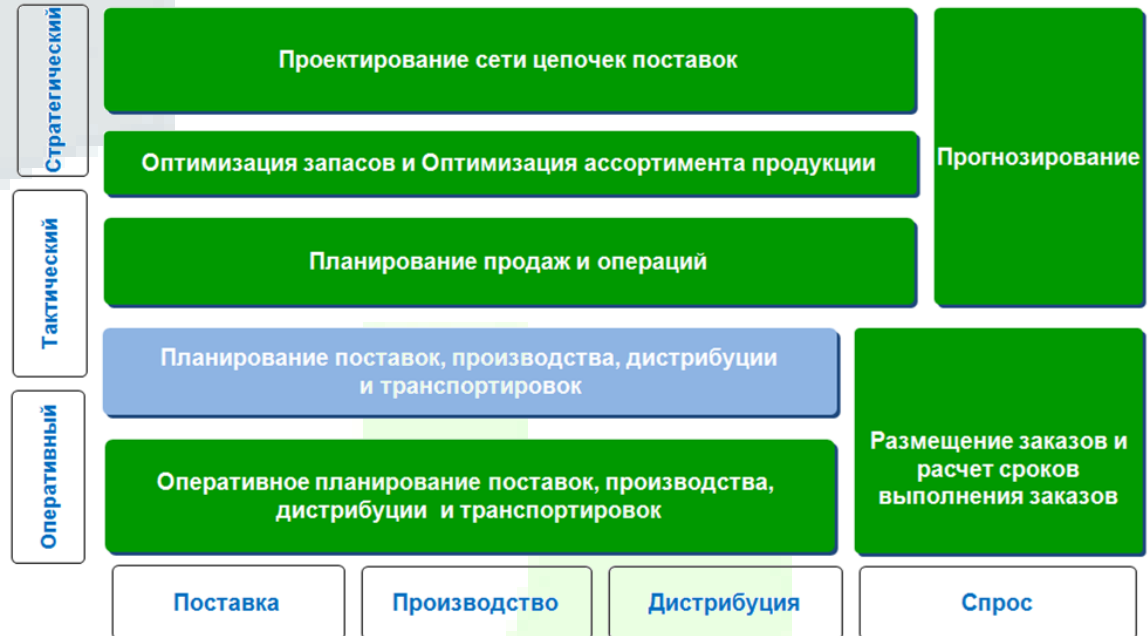 Стратегический
Проектирование сети цепочек поставок
Оптимизация запасов и Оптимизация ассортимента продукции
Прогнозирование
Тактический
Планирование продаж и операций
Планирование поставок, производства, дистрибуции
и транспортировок
Оперативный
Оперативное планирование поставок, производства,
дистрибуции и транспортировок
Размещение заказов и
расчет сроков
выполнения заказов
Поставка
Производство
Дистрибуция
Спрос